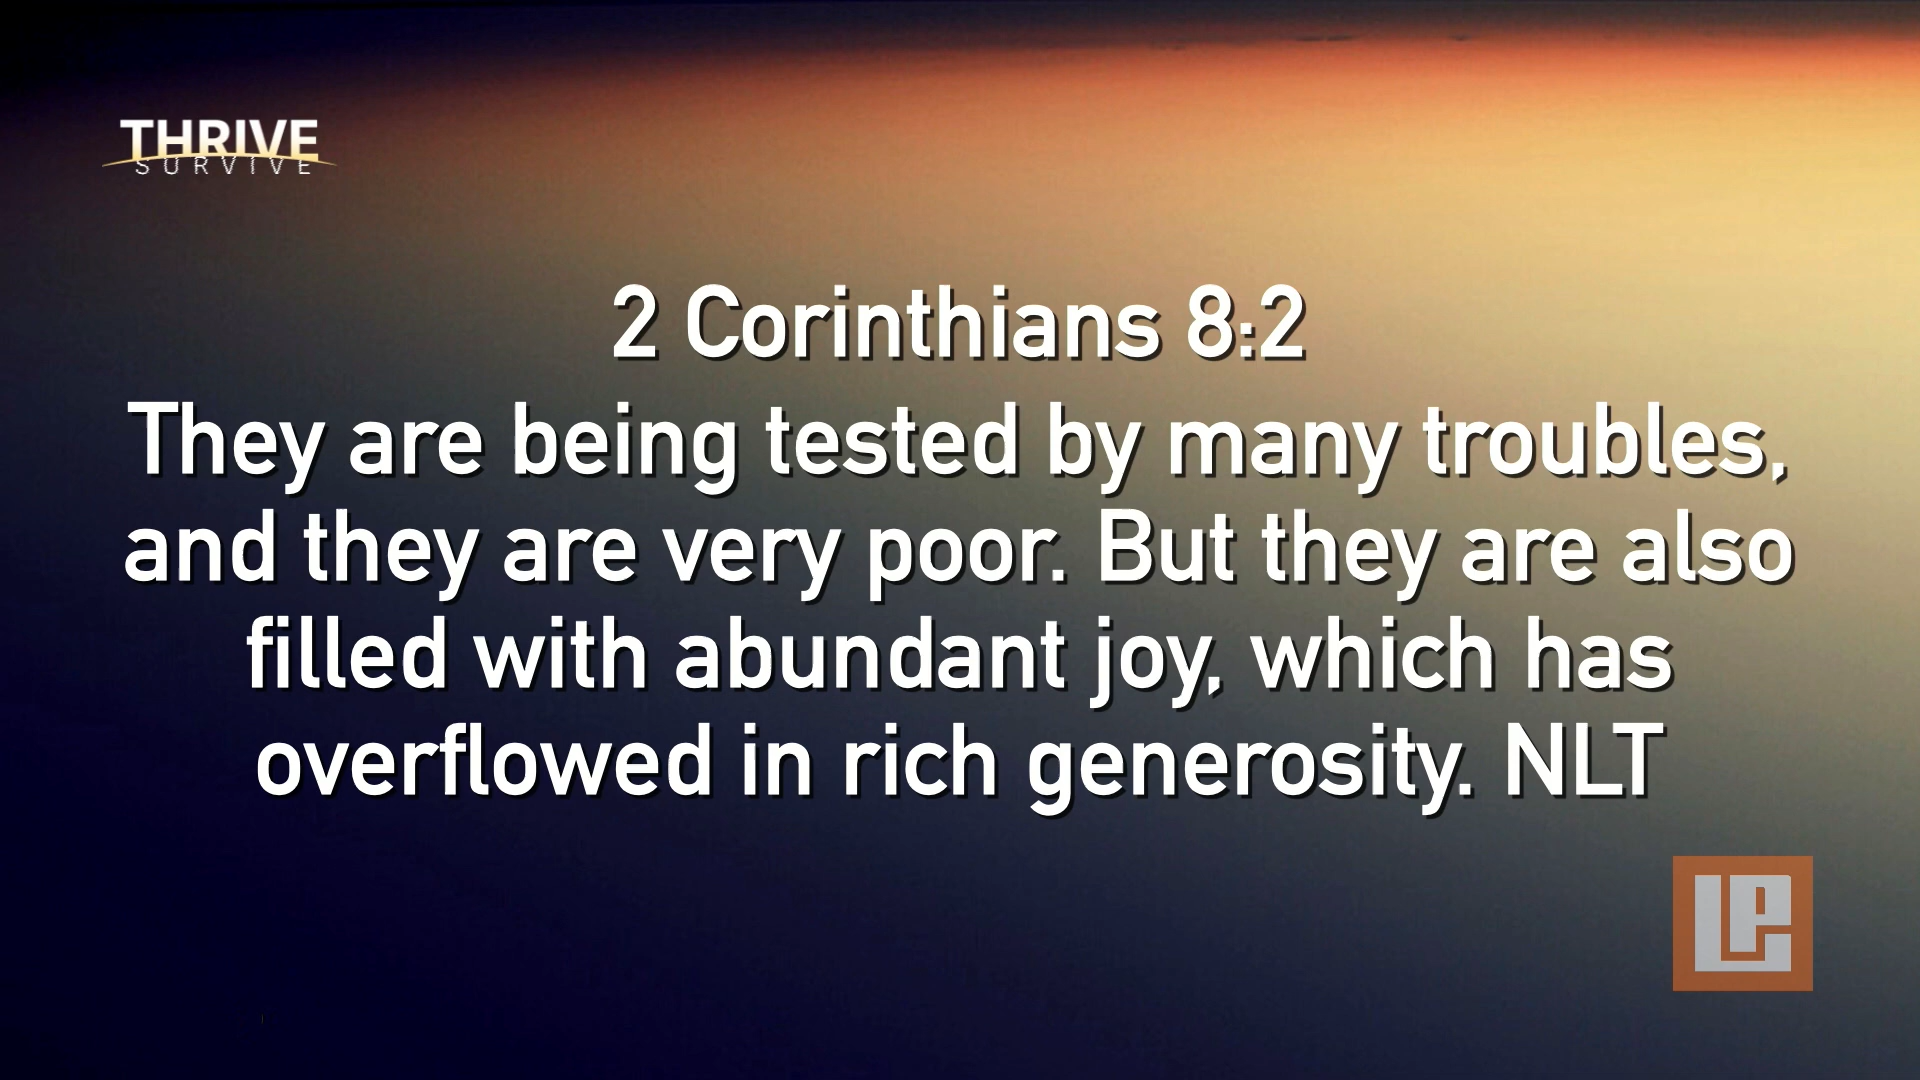 THRIVE
SURVIVE
2 Corinthians 8:2
They are being tested by many troubles,
and they are very poor. But they are also
filled with abundant joy, which has
overflowed in rich generosity. NLT
LP